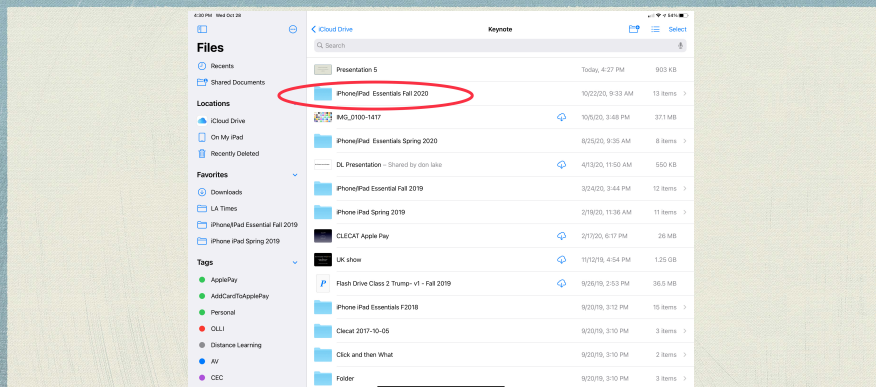 4:30 PM Wed Oct 28
54%
Files
Recents
Shared Documents
Locations
iCloud Drive
On My iPad
Recently Deleted
Favorites
Downloads
LA Times
iPhone/IPad Essential Fall 2019
iPhone iPad Spring 2019
Tags
ApplePay
AddCardToApplePay
Personal
OLLI
Distance Learning
AV
CEC
iCloud Drive
Keynote
Select
Search
Presentation 5 Today, 4:27 PM 903 KB
iPhone/iPad Essentials Fall 2020 10/22/20, 9:33 AM 13 items
IMG_0100-1417 10/5/20, 3:48 PM 37.1 MB
iPhone/iPad Essentials Spring 2020 8/25/20, 9:35 AM 8 items
DL Presentation – Shared by don lake 4/13/20, 11:50 AM 550 KB
iPhone/IPad Essential Fall 2019 3/24/20, 3:44 PM 12 items
iPhone iPad Spring 2019 2/19/20, 11:36 AM 11 items
CLECAT Apple Pay 2/17/20, 6:17 PM 26 MB
UK show 11/12/19, 4:54 PM 1.25 GB
Flash Drive Class 2 Trump- v1 - Fall 2019 9/26/19, 2:53 PM 36.6 MB
iPhone iPad Essentials F2018 9/20/19, 3:12 PM 15 items
Clecat 2017-10-05 9/20/19, 3:10 PM 3 items
Click and then What 9/20/19, 3:10 PM 2 items
Folder 9/20/19, 3:10 PM 3 items